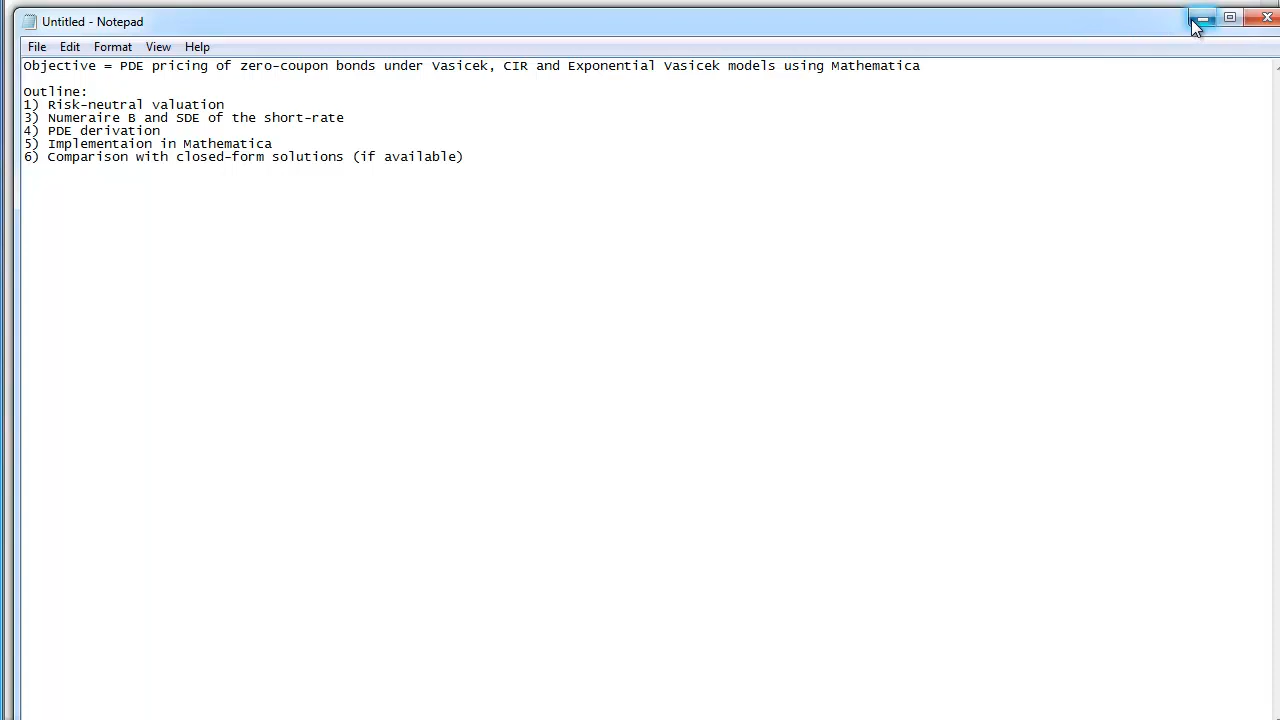 Untitled - Notepad
File Edit Format View Help
Objective = PDE pricing of zero-coupon bonds under Vasicek, CIR and Exponential Vasicek models using Mathematica
Outline:
1) Risk-neutral valuation
3) Numeraire B and SDE of the short-rate
4) PDE derivation
5) Implementaion in Mathematica
6) Comparison with closed-form solutions (if available)